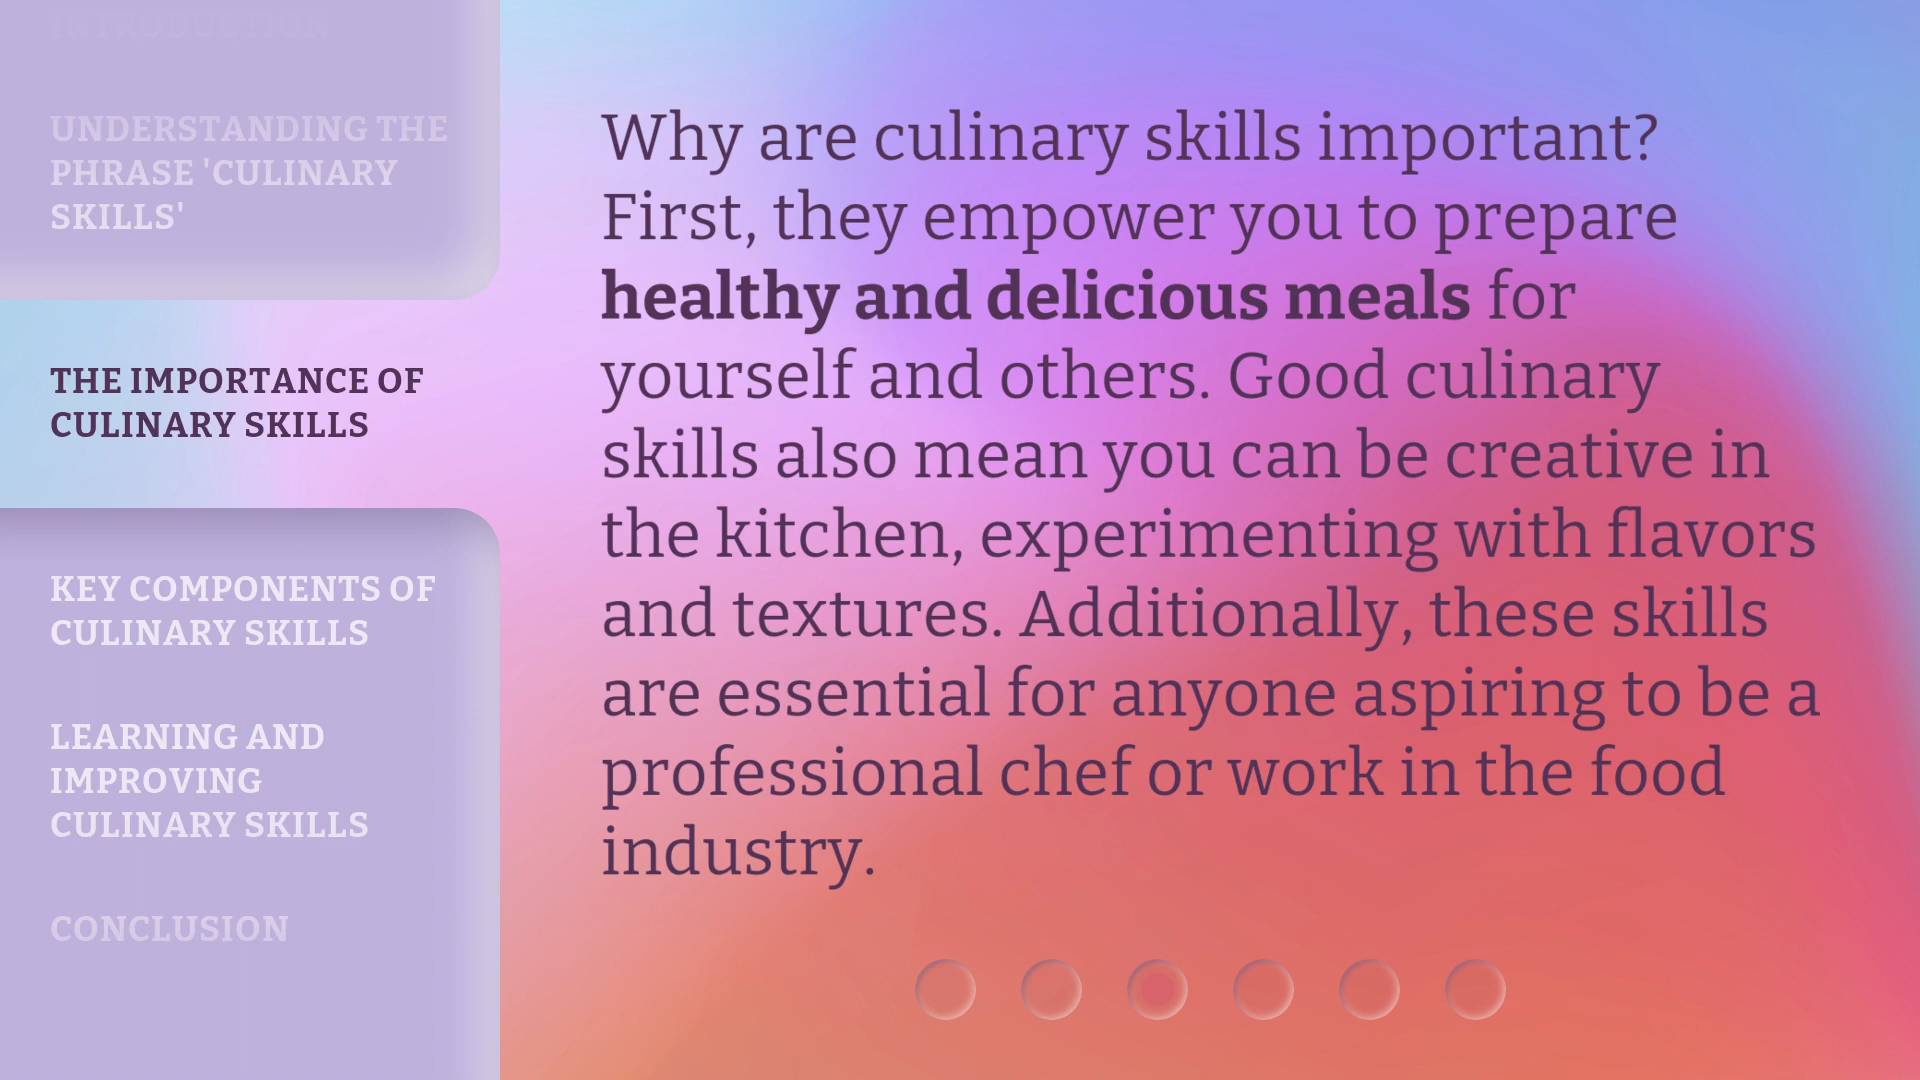 INTRODUCTION
UNDERSTANDING THE
PHRASE 'CULINARY
SKILLS'
THE IMPORTANCE OF
CULINARY SKILLS
KEY COMPONENTS OF
CULINARY SKILLS
LEARNING AND
IMPROVING
CULINARY SKILLS
CONCLUSION
Why are culinary skills important?
First, they empower you to prepare
healthy and delicious meals for
yourself and others. Good culinary
skills also mean you can be creative in
the kitchen, experimenting with flavors
and textures. Additionally, these skills
are essential for anyone aspiring to be a
professional chef or work in the food
industry.